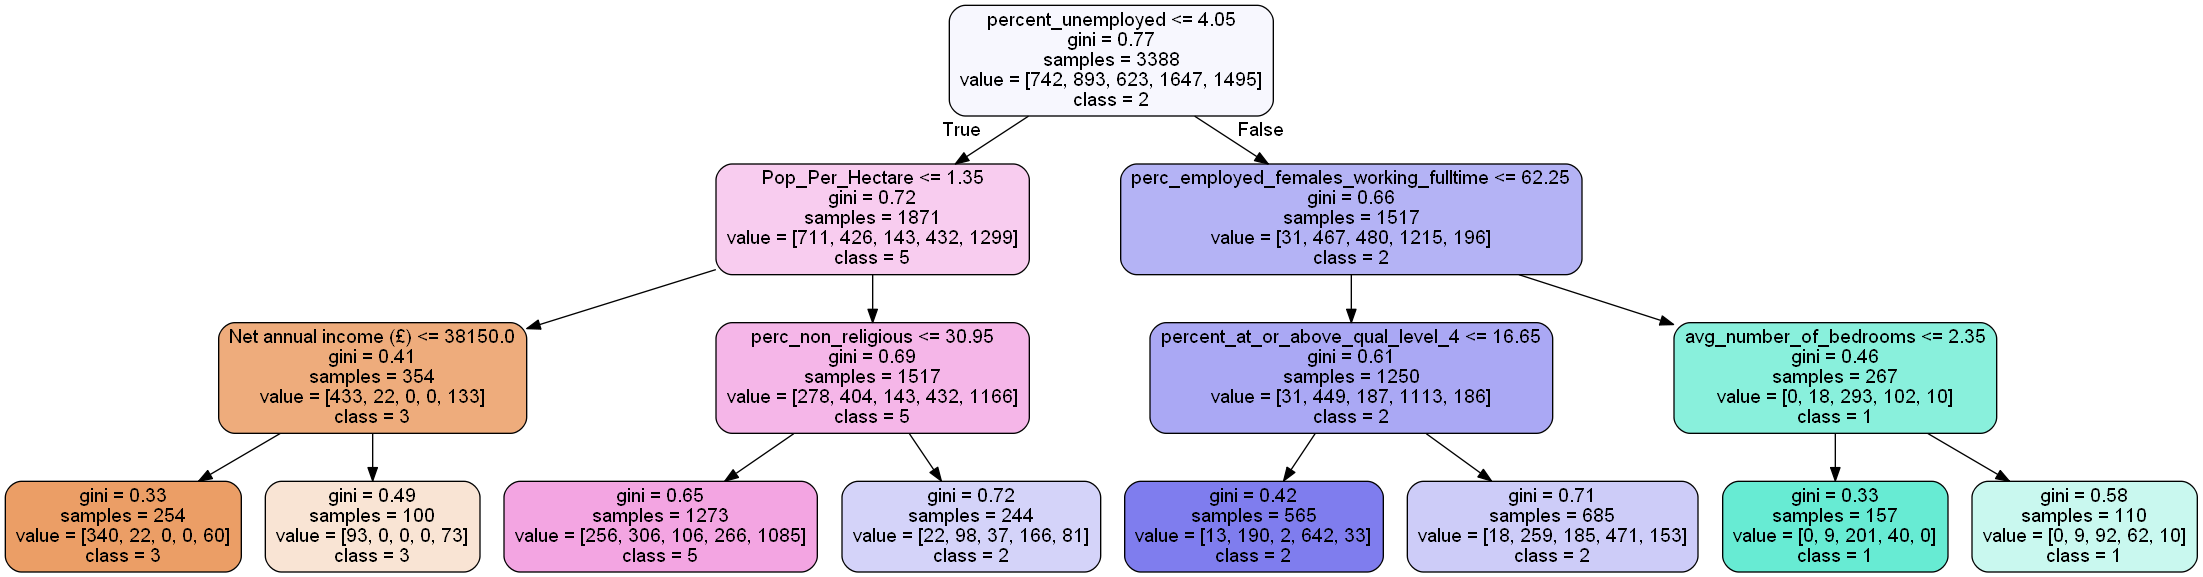 percent_unemployed <= 4.05
gini = 0.77
samples = 3388
value = [742, 893, 623, 1647, 1495]
class = 2
True
False
Pop_Per_Hectare <= 1.35
gini = 0.72
samples = 1871
value = [711, 426, 143, 432, 1299]
class = 5
perc_employed_females_working_fulltime <= 62.25
gini = 0.66
samples = 1517
value = [31, 467, 480, 1215, 196]
class = 2
Net annual income (£) <= 38150.0
gini = 0.41
samples = 354
value = [433, 22, 0, 0, 133]
class = 3
perc_non_religious <= 30.95
gini = 0.69
samples = 1517
value = [278, 404, 143, 432, 1166]
class = 5
percent_at_or_above_qual_level_4 <= 16.65
gini = 0.61
samples = 1250
value = [31, 449, 187, 1113, 186]
class = 2
avg_number_of_bedrooms <= 2.35
gini = 0.46
samples = 267
value = [0, 18, 293, 102, 10]
class = 1
gini = 0.33
samples = 254
value = [340, 22, 0, 0, 60]
class = 3
gini = 0.49
samples = 100
value = [93, 0, 0, 0, 73]
class = 3
gini = 0.65
samples = 1273
value = [256, 306, 106, 266, 1085]
class = 5
gini = 0.72
samples = 244
value = [22, 98, 37, 166, 81]
class = 2
gini = 0.42
samples = 565
value = [13, 190, 2, 642, 33]
class = 2
gini = 0.71
samples = 685
value = [18, 259, 185, 471, 153]
class = 2
gini = 0.33
samples = 157
value = [0, 9, 201, 40, 0]
class = 1
gini = 0.58
samples = 110
value = [0, 9, 92, 62, 10]
class = 1